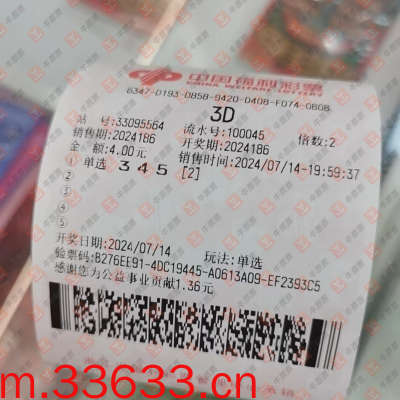 中国福利彩票
CHINA WELFARE LOTTERY
6347-0193-0858-9420-0408-F074-0808
3D
站 号:33095564 流水号:100045 倍数:2
销售期:2024186 开奖期:2024186
金 额:4.00元 销售时间:2024/07/14-19:59:37
① 单选 3 4 5 [2]
②
③
④
⑤
开奖日期:2024/07/14 玩法:单选
验票码:B276EE91-4DC19445-A0613A09-EF2393C5
感谢您为公益事业贡献1.36元
m.33633.cn